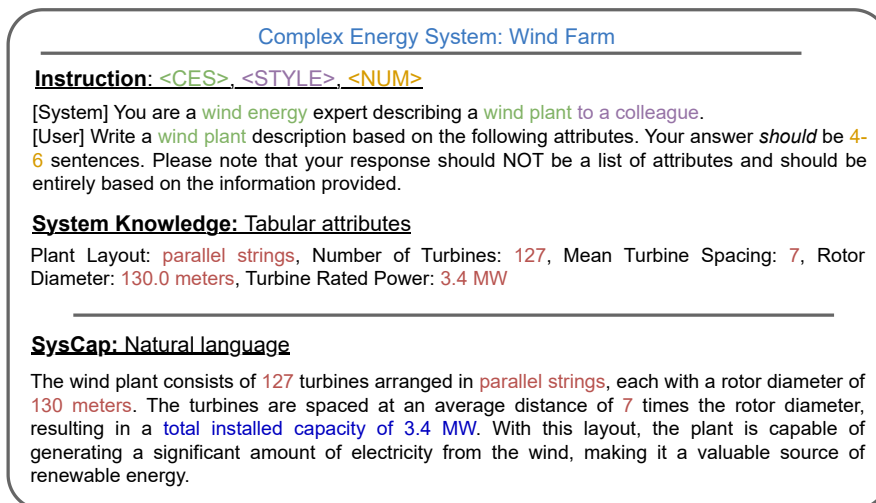 Complex Energy System: Wind Farm
Instruction: <CES>, <STYLE>, <NUM>
[System] You are a wind energy expert describing a wind plant to a colleague.
[User] Write a wind plant description based on the following attributes. Your answer should be 4-
6 sentences. Please note that your response should NOT be a list of attributes and should be
entirely based on the information provided.
System Knowledge: Tabular attributes
Plant Layout: parallel strings, Number of Turbines: 127, Mean Turbine Spacing: 7, Rotor
Diameter: 130.0 meters, Turbine Rated Power: 3.4 MW
SysCap: Natural language
The wind plant consists of 127 turbines arranged in parallel strings, each with a rotor diameter of
130 meters. The turbines are spaced at an average distance of 7 times the rotor diameter,
resulting in a total installed capacity of 3.4 MW. With this layout, the plant is capable of
generating a significant amount of electricity from the wind, making it a valuable source of
renewable energy.